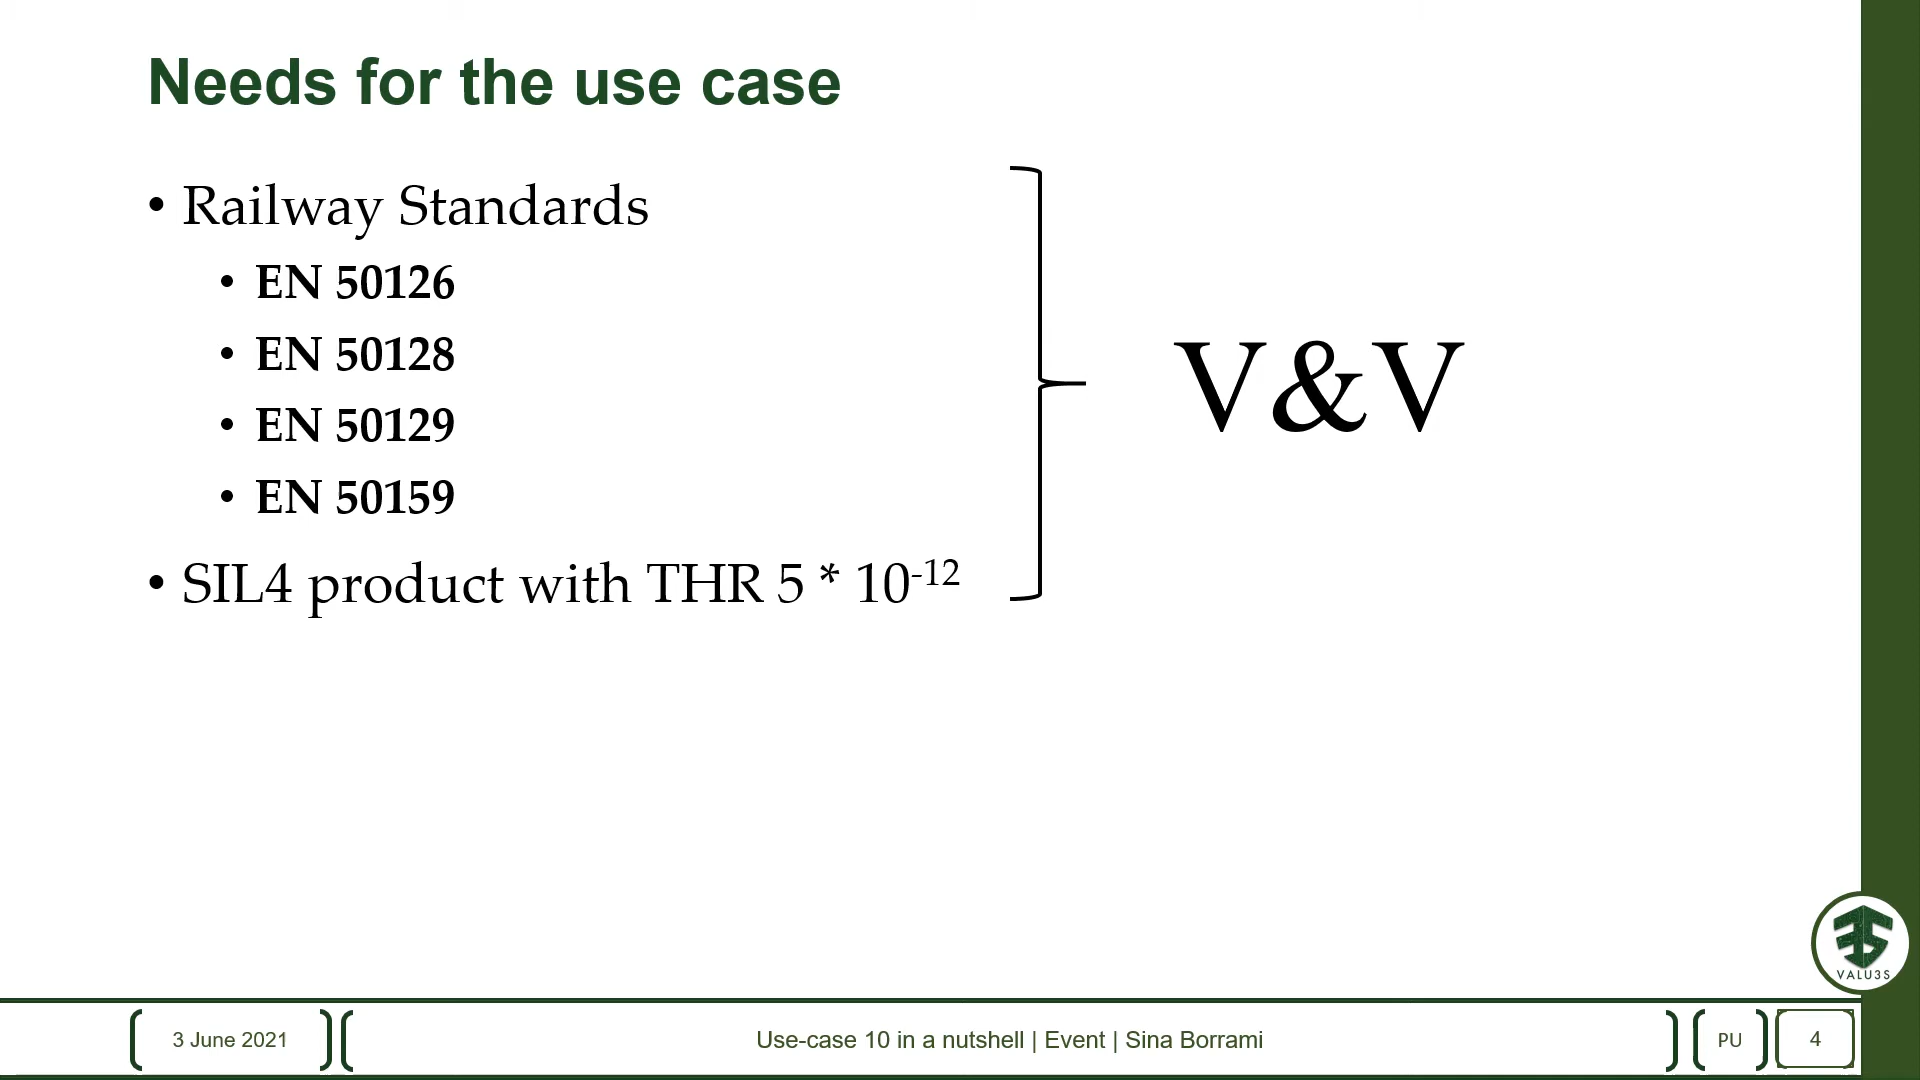 Needs for the use case
• Railway Standards
• EN 50126
• EN 50128
• EN 50129
• EN 50159
• SIL4 product with THR 5 * 10⁻¹²
V&V
VALU3S
3 June 2021
Use-case 10 in a nutshell | Event | Sina Borrami
PU
4